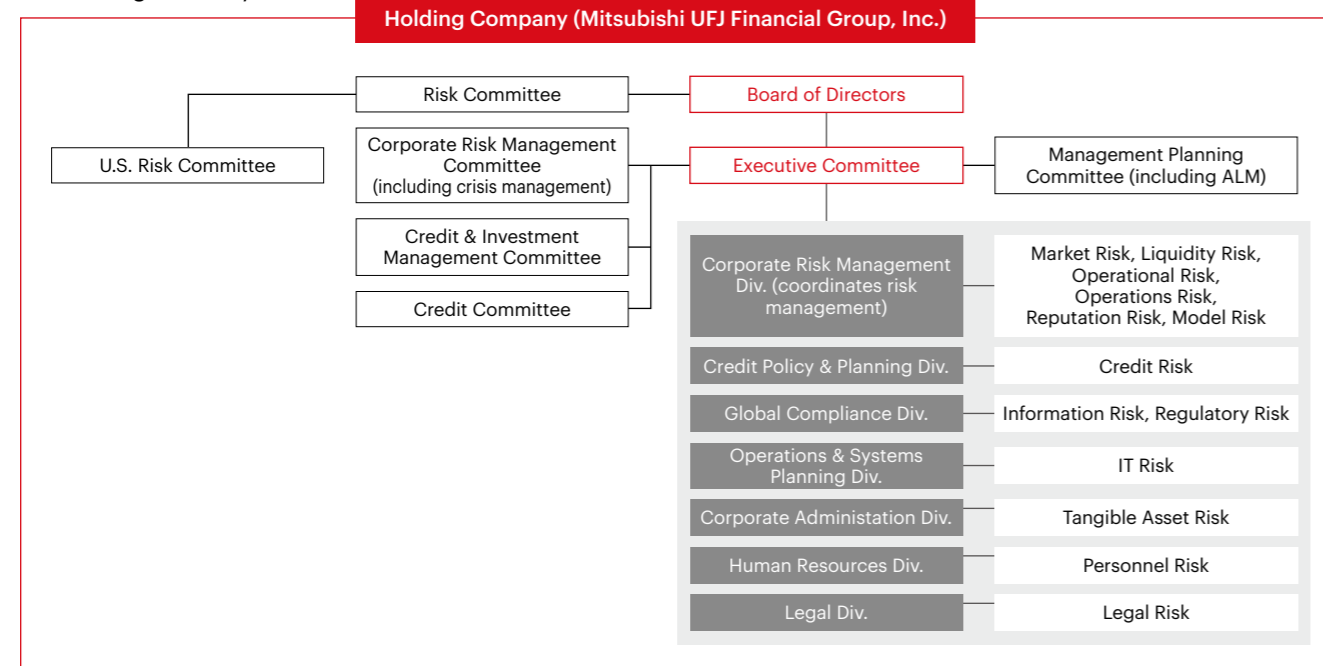 Holding Company (Mitsubishi UFJ Financial Group, Inc.)
Risk Committee
Board of Directors
U.S. Risk Committee
Corporate Risk Management
Committee
(including crisis management)
Executive Committee
Management Planning
Committee (including ALM)
Credit & Investment
Management Committee
Credit Committee
Corporate Risk Management
Div. (coordinates risk
management)
Market Risk, Liquidity Risk,
Operational Risk,
Operations Risk,
Reputation Risk, Model Risk
Credit Policy & Planning Div.
Credit Risk
Global Compliance Div.
Information Risk, Regulatory Risk
Operations & Systems
Planning Div.
IT Risk
Corporate Administation Div.
Tangible Asset Risk
Human Resources Div.
Personnel Risk
Legal Div.
Legal Risk